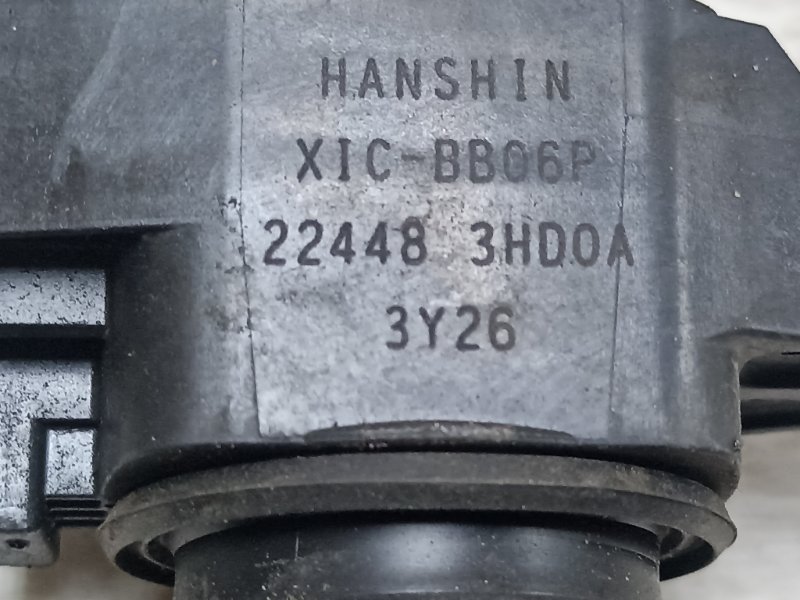 HANSHIN
XIC-BB06P
22448 3HD0A
3Y26